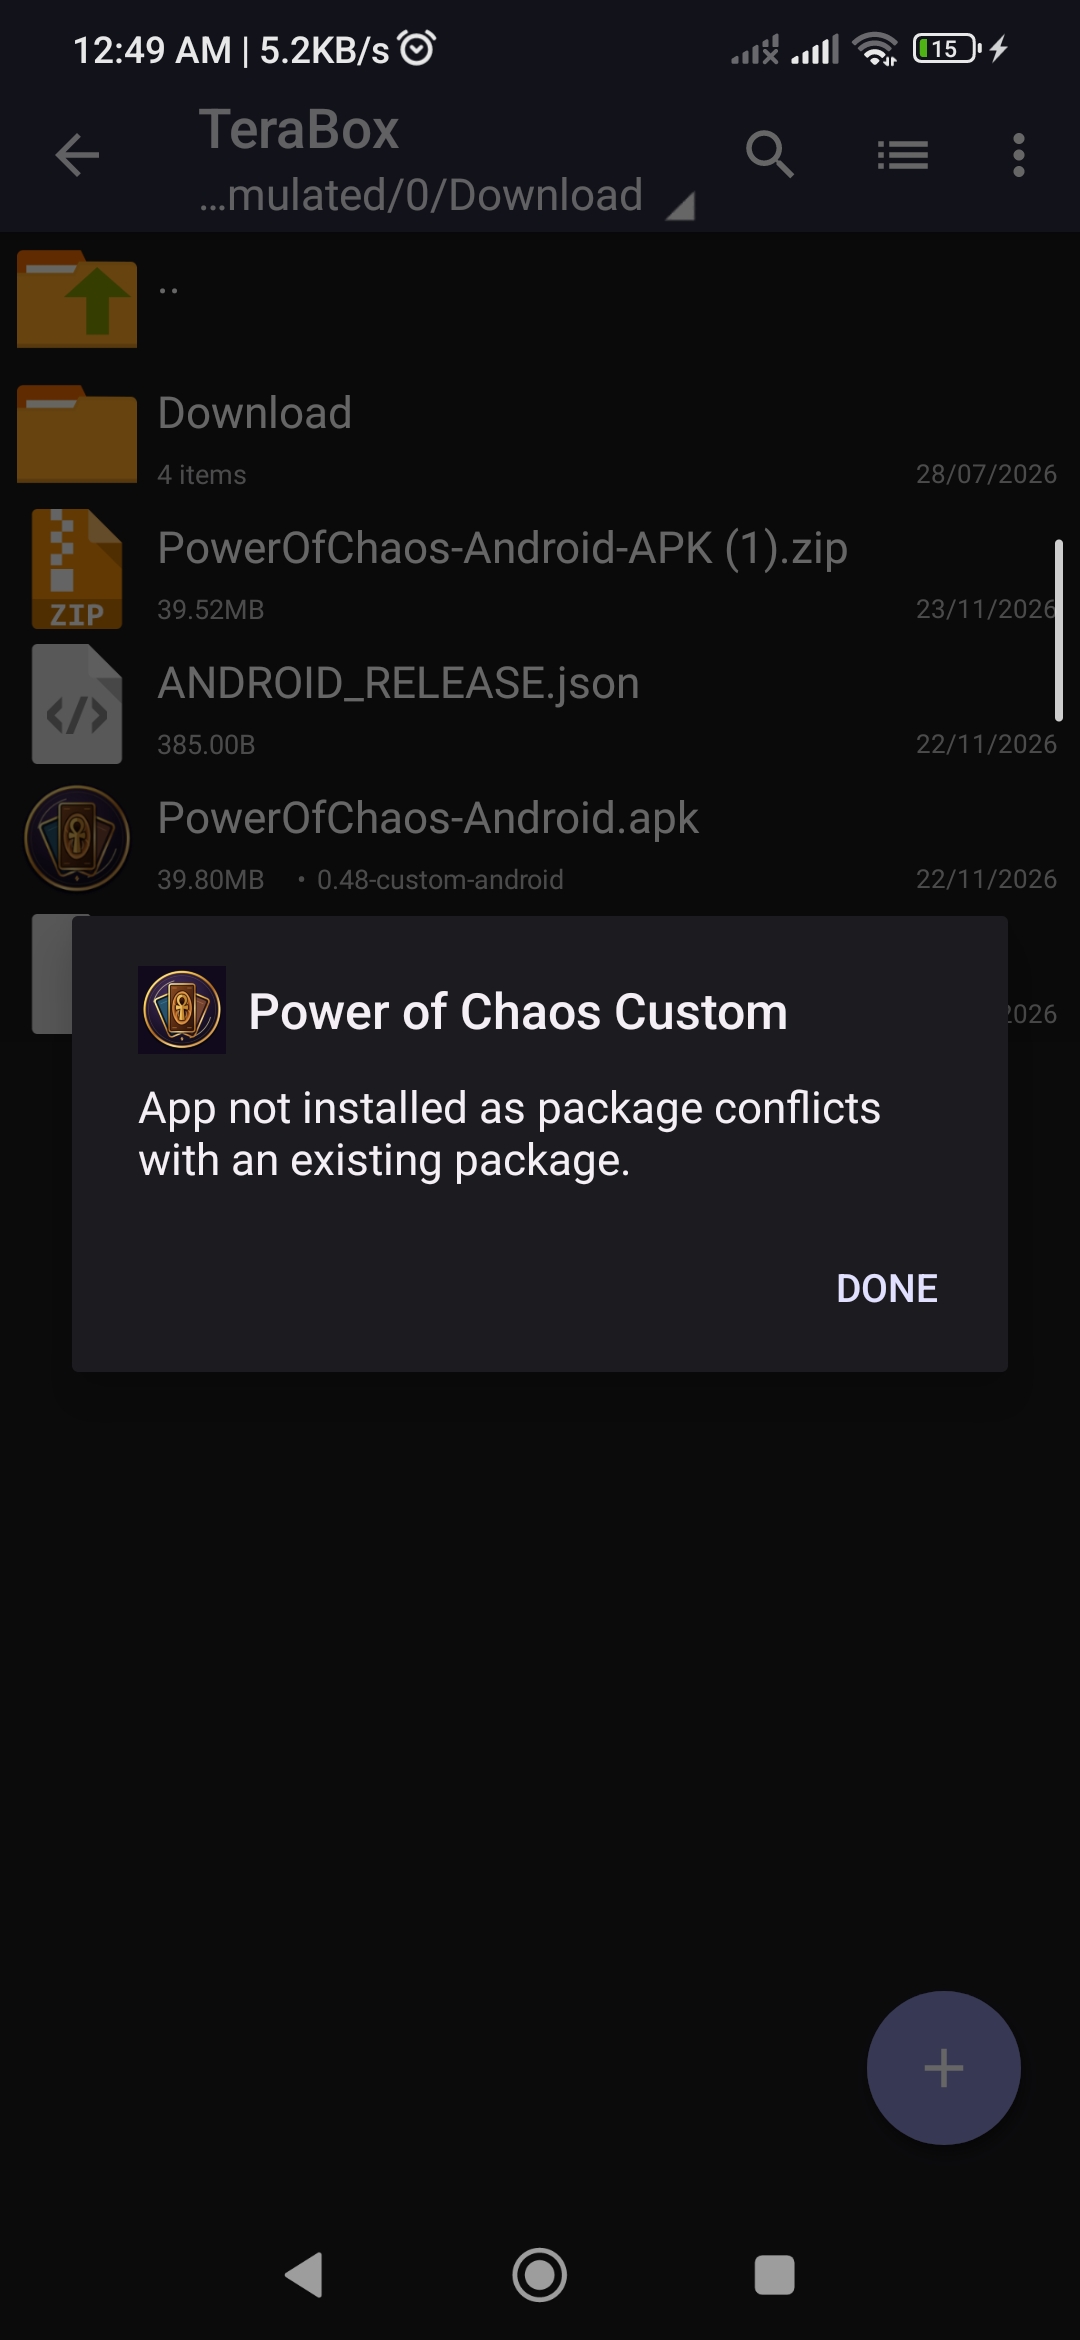 12:49 AM | 5.2KB/s
15
TeraBox
...mulated/0/Download
..
Download
4 items
28/07/2026
PowerOfChaos-Android-APK (1).zip
ZIP
39.52MB
23/11/2026
ANDROID_RELEASE.json
</>
385.00B
22/11/2026
PowerOfChaos-Android.apk
39.80MB • 0.48-custom-android
22/11/2026
2026
Power of Chaos Custom
App not installed as package conflicts
with an existing package.
DONE